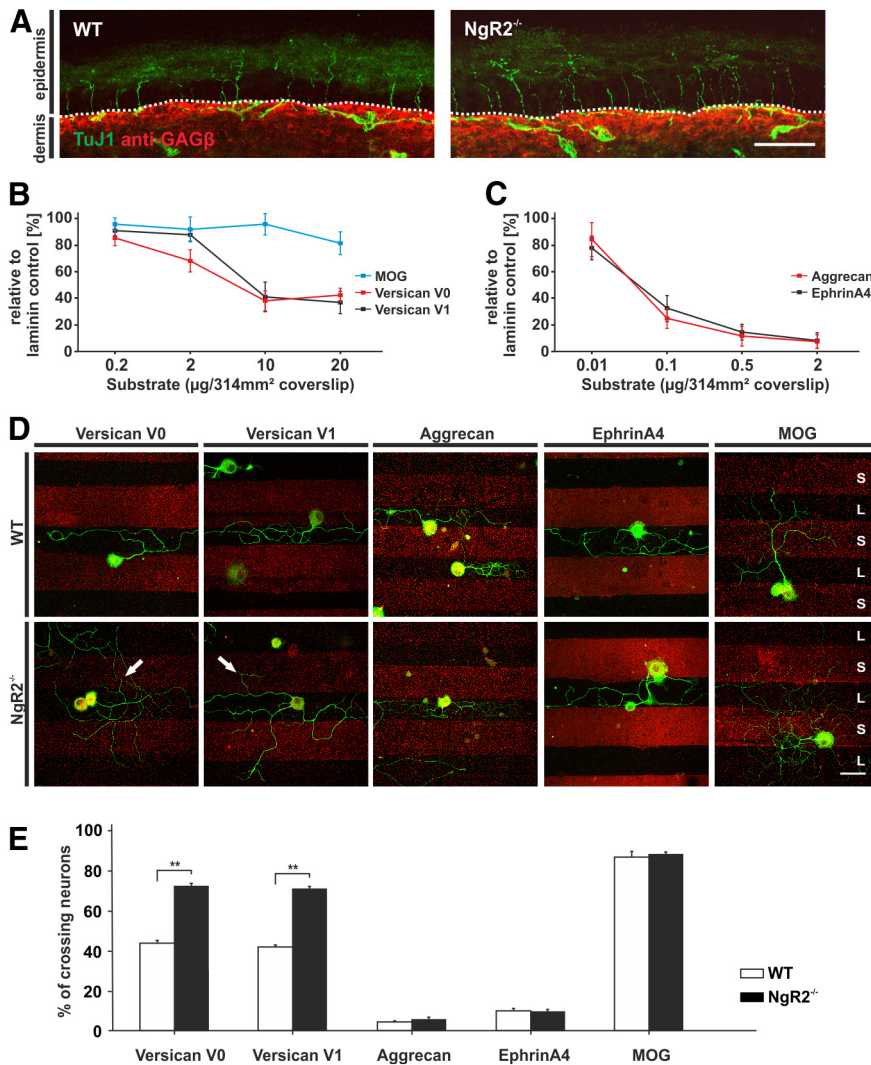 A
WT
NgR2-/-
epidermis
dermis
TuJ1 anti-GAGβ
B
relative to
laminin control [%]
100
80
60
40
20
0
MOG
Versican V0
Versican V1
0.2 2 10 20
Substrate (µg/314mm² coverslip)
C
relative to
laminin control [%]
100
80
60
40
20
0
Aggrecan
EphrinA4
0.01 0.1 0.5 2
Substrate (µg/314mm² coverslip)
D
Versican V0 Versican V1 Aggrecan EphrinA4 MOG
WT
S
L
S
L
S
NgR2-/-
L
S
L
S
L
E
% of crossing neurons
100
80
60
40
20
0
** **
WT
NgR2-/-
Versican V0 Versican V1 Aggrecan EphrinA4 MOG